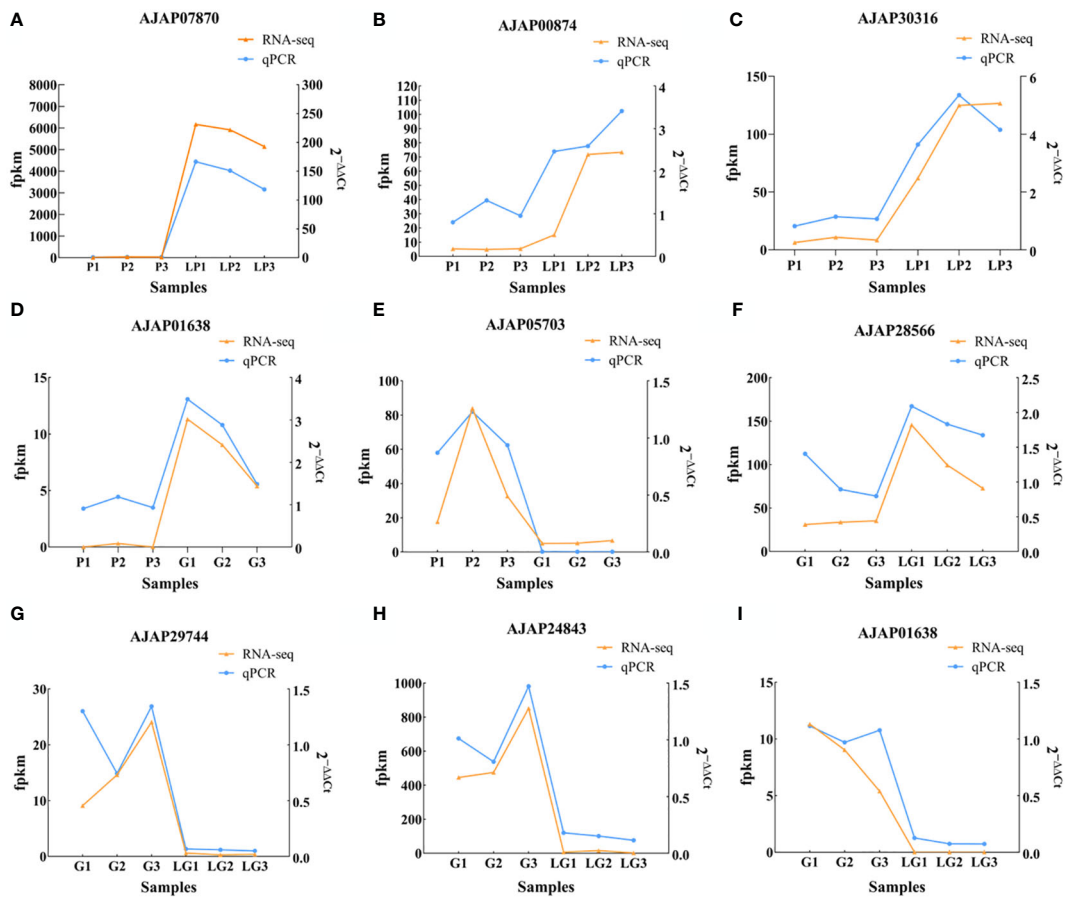 A
AJAP07870
RNA-seq
qPCR
8000
7000
6000
5000
4000
3000
2000
1000
0
fpkm
300
250
200
150
100
50
0
2^−ΔΔCt
P1 P2 P3 LP1 LP2 LP3
Samples
B
AJAP00874
RNA-seq
qPCR
120
110
100
90
80
70
60
50
40
30
20
10
0
fpkm
4
3
2
1
0
2^−ΔΔCt
P1 P2 P3 LP1 LP2 LP3
Samples
C
AJAP30316
RNA-seq
qPCR
150
100
50
0
fpkm
6
4
2
0
2^−ΔΔCt
P1 P2 P3 LP1 LP2 LP3
Samples
D
AJAP01638
RNA-seq
qPCR
15
10
5
0
fpkm
4
3
2
1
0
2^−ΔΔCt
P1 P2 P3 G1 G2 G3
Samples
E
AJAP05703
RNA-seq
qPCR
100
80
60
40
20
0
fpkm
1.5
1.0
0.5
0.0
2^−ΔΔCt
P1 P2 P3 G1 G2 G3
Samples
F
AJAP28566
RNA-seq
qPCR
200
150
100
50
0
fpkm
2.5
2.0
1.5
1.0
0.5
0.0
2^−ΔΔCt
G1 G2 G3 LG1 LG2 LG3
Samples
G
AJAP29744
RNA-seq
qPCR
30
20
10
0
fpkm
1.5
1.0
0.5
0.0
2^−ΔΔCt
G1 G2 G3 LG1 LG2 LG3
Samples
H
AJAP24843
RNA-seq
qPCR
1000
800
600
400
200
0
fpkm
1.5
1.0
0.5
0.0
2^−ΔΔCt
G1 G2 G3 LG1 LG2 LG3
Samples
I
AJAP01638
RNA-seq
qPCR
15
10
5
0
fpkm
1.5
1.0
0.5
0.0
2^−ΔΔCt
G1 G2 G3 LG1 LG2 LG3
Samples